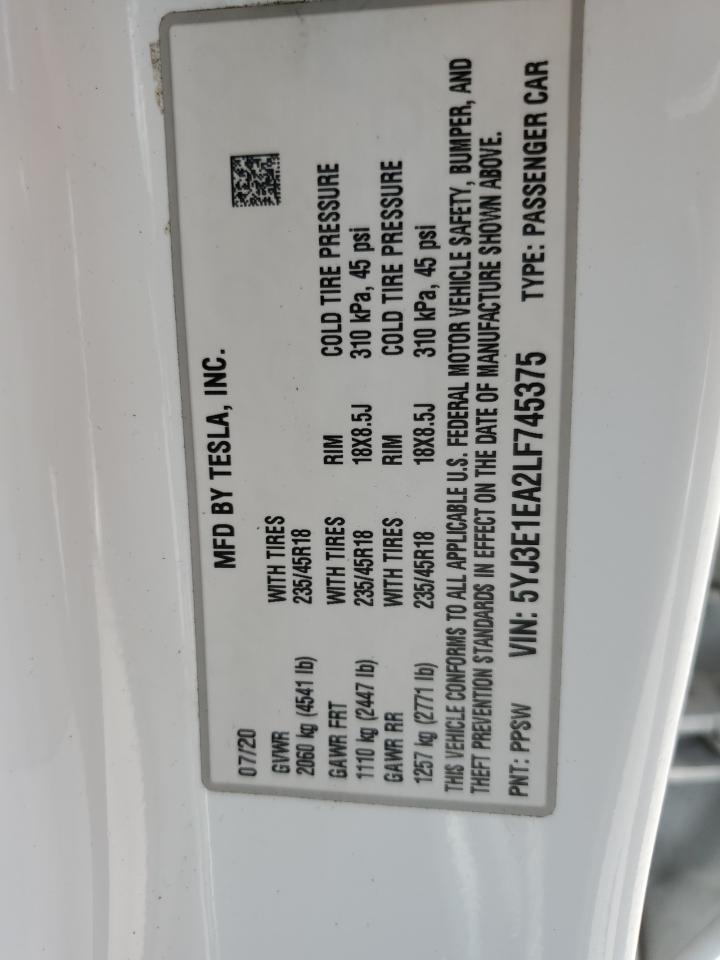 MFD BY TESLA, INC.
07/20
GVWR WITH TIRES
2060 kg (4541 lb) 235/45R18
GAWR FRT WITH TIRES RIM COLD TIRE PRESSURE
1110 kg (2447 lb) 235/45R18 18X8.5J 310 kPa, 45 psi
GAWR RR WITH TIRES RIM COLD TIRE PRESSURE
1257 kg (2771 lb) 235/45R18 18X8.5J 310 kPa, 45 psi
THIS VEHICLE CONFORMS TO ALL APPLICABLE U.S. FEDERAL MOTOR VEHICLE SAFETY, BUMPER, AND
THEFT PREVENTION STANDARDS IN EFFECT ON THE DATE OF MANUFACTURE SHOWN ABOVE.
PNT: PPSW VIN: 5YJ3E1EA2LF745375 TYPE: PASSENGER CAR